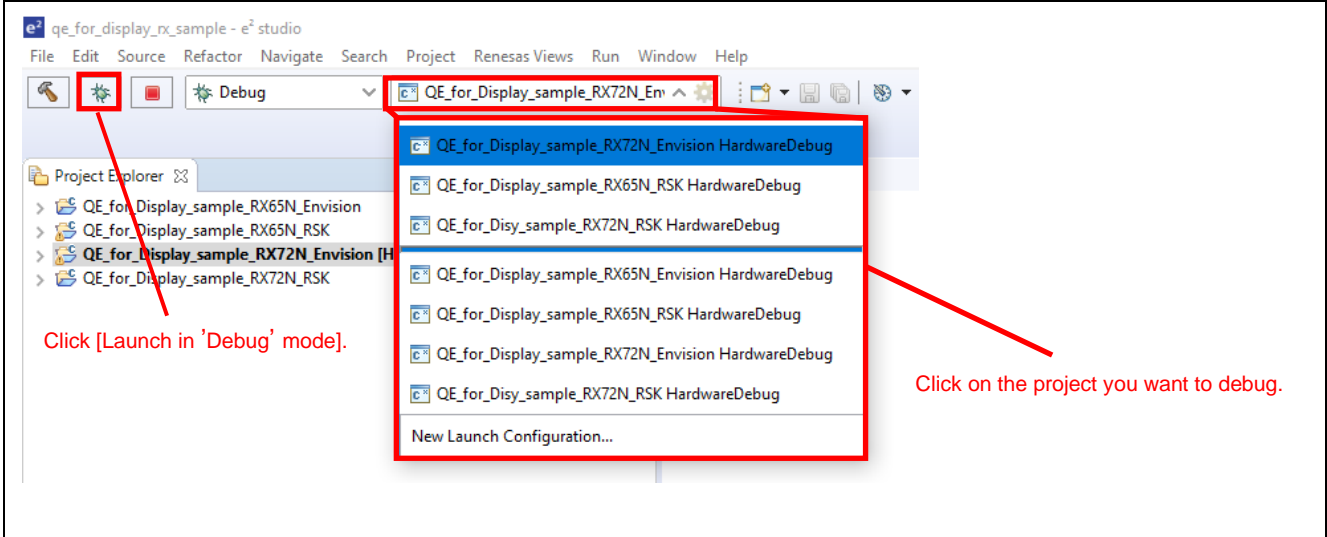 e² qe_for_display_rx_sample - e² studio
File Edit Source Refactor Navigate Search Project Renesas Views Run Window Help
Debug
QE_for_Display_sample_RX72N_En
QE_for_Display_sample_RX72N_Envision HardwareDebug
QE_for_Display_sample_RX65N_RSK HardwareDebug
QE_for_Disy_sample_RX72N_RSK HardwareDebug
QE_for_Display_sample_RX65N_Envision HardwareDebug
QE_for_Display_sample_RX65N_RSK HardwareDebug
QE_for_Display_sample_RX72N_Envision HardwareDebug
QE_for_Disy_sample_RX72N_RSK HardwareDebug
New Launch Configuration...
Project Explorer
QE_for_Display_sample_RX65N_Envision
QE_for_Display_sample_RX65N_RSK
QE_for_Display_sample_RX72N_Envision [H
QE_for_Display_sample_RX72N_RSK
Click [Launch in ’Debug’ mode].
Click on the project you want to debug.